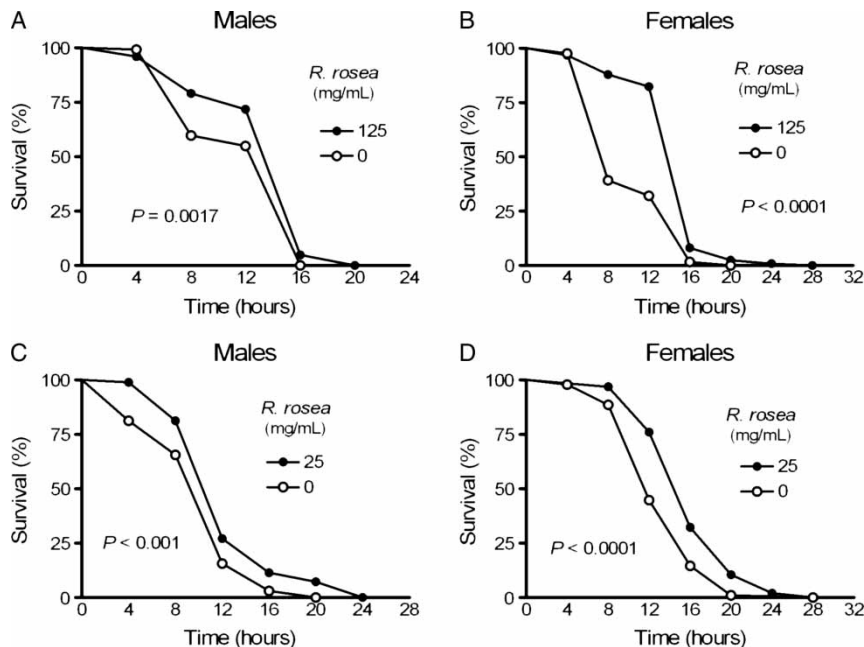 A
Males
Survival (%)
100
75
50
25
0
R. rosea
(mg/mL)
125
0
P = 0.0017
0 4 8 12 16 20 24
Time (hours)
B
Females
Survival (%)
100
75
50
25
0
R. rosea
(mg/mL)
125
0
P < 0.0001
0 4 8 12 16 20 24 28 32
Time (hours)
C
Males
Survival (%)
100
75
50
25
0
R. rosea
(mg/mL)
25
0
P < 0.001
0 4 8 12 16 20 24 28
Time (hours)
D
Females
Survival (%)
100
75
50
25
0
R. rosea
(mg/mL)
25
0
P < 0.0001
0 4 8 12 16 20 24 28 32
Time (hours)